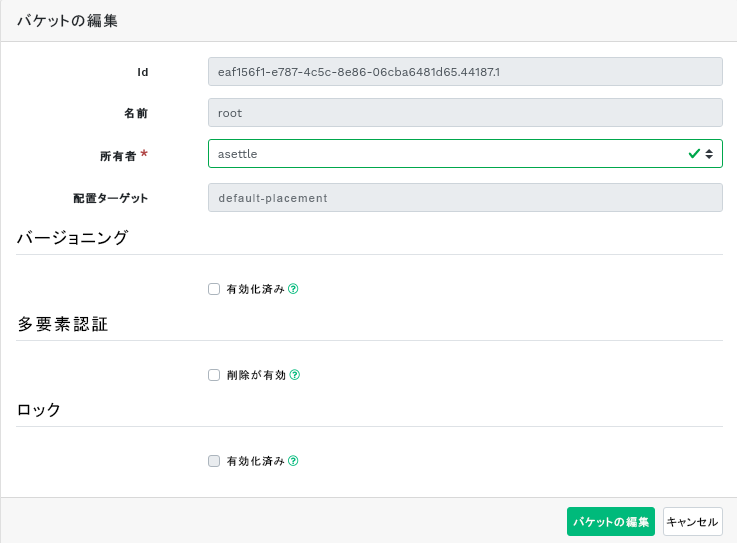 バケットの編集
Id
eaf156f1-e787-4c5c-8e86-06cba6481d65.44187.1
名前
root
所有者 *
asettle
配置ターゲット
default-placement
バージョニング
有効化済み
多要素認証
削除が有効
ロック
有効化済み
バケットの編集 キャンセル